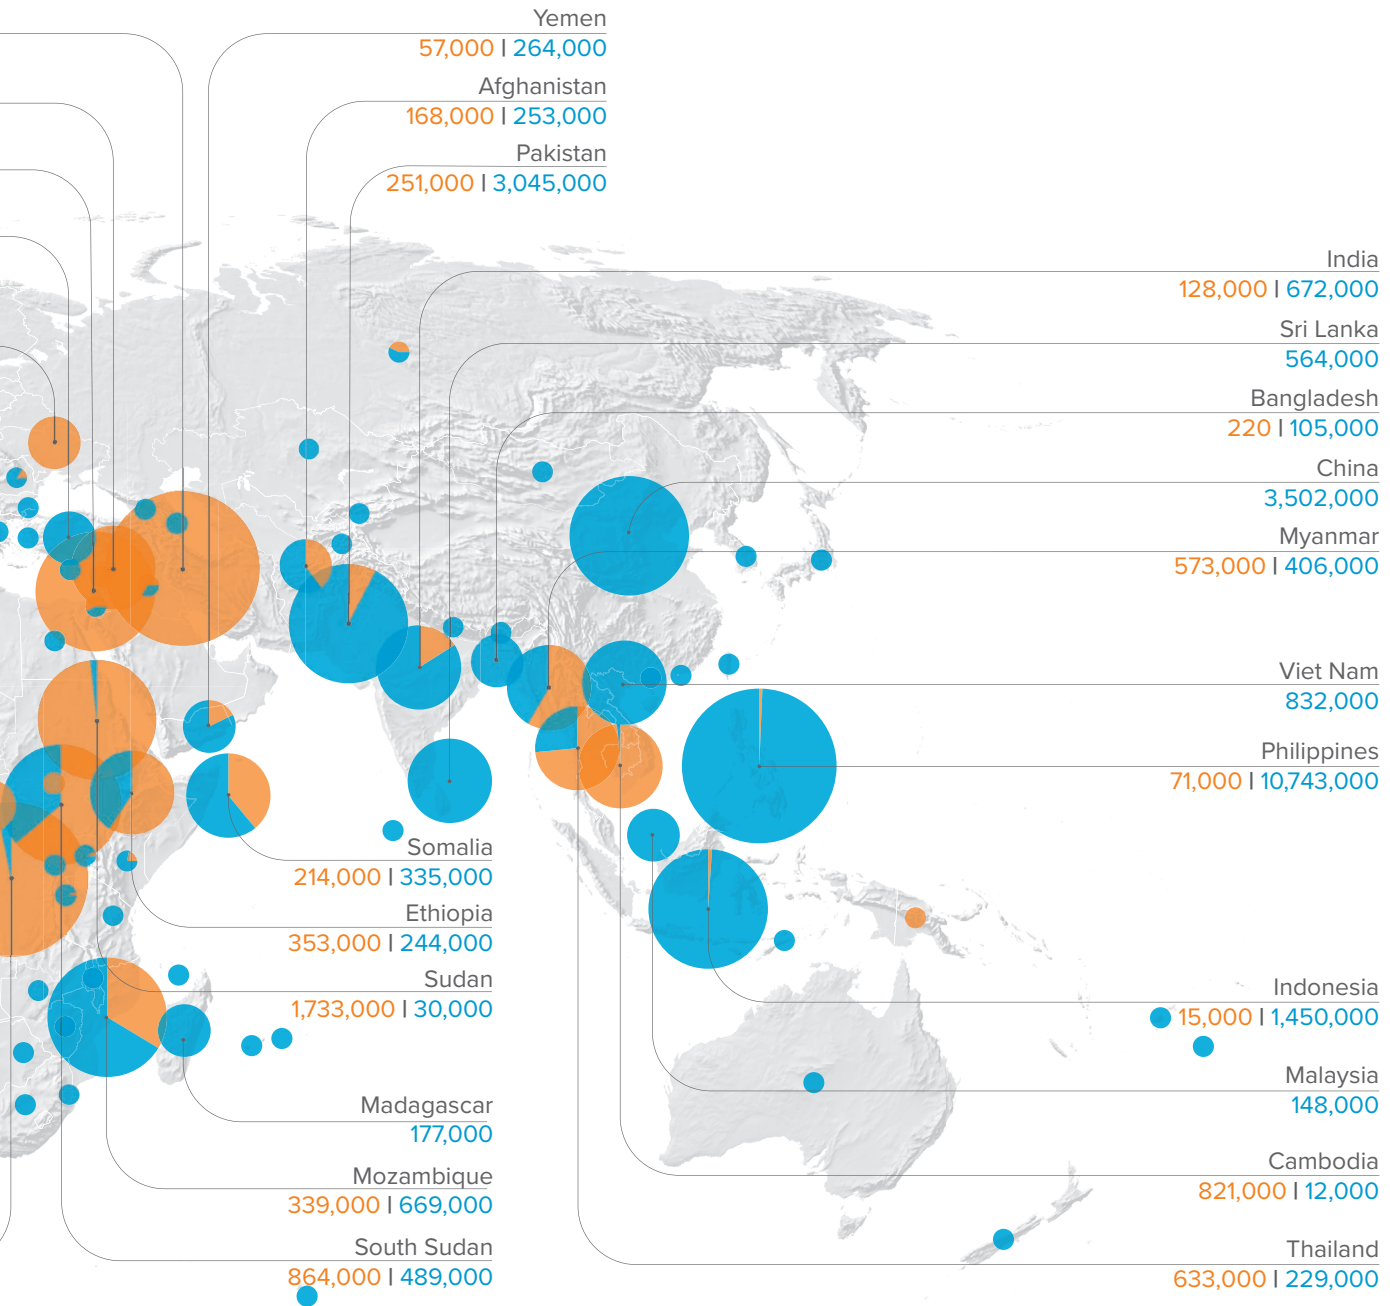 Yemen
57,000 | 264,000
Afghanistan
168,000 | 253,000
Pakistan
251,000 | 3,045,000
India
128,000 | 672,000
Sri Lanka
564,000
Bangladesh
220 | 105,000
China
3,502,000
Myanmar
573,000 | 406,000
Viet Nam
832,000
Philippines
71,000 | 10,743,000
Somalia
214,000 | 335,000
Ethiopia
353,000 | 244,000
Sudan
1,733,000 | 30,000
Indonesia
15,000 | 1,450,000
Malaysia
148,000
Madagascar
177,000
Cambodia
821,000 | 12,000
Mozambique
339,000 | 669,000
South Sudan
864,000 | 489,000
Thailand
633,000 | 229,000